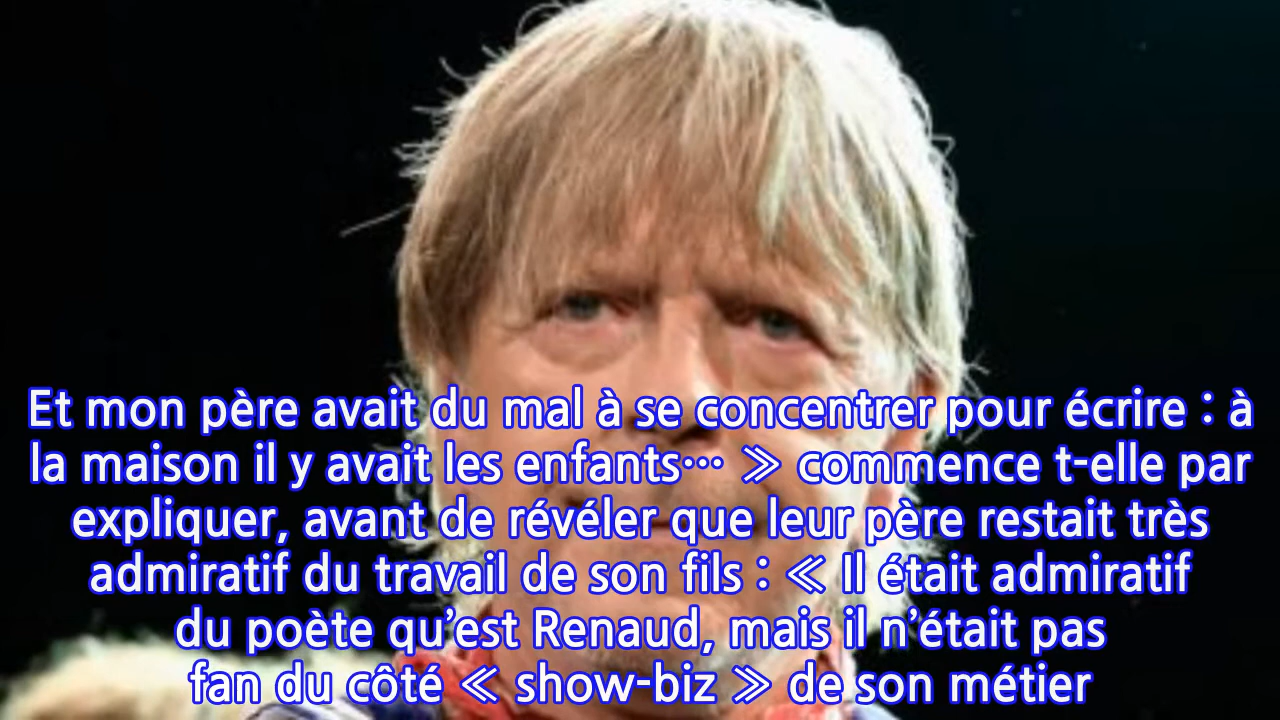 Et mon père avait du mal à se concentrer pour écrire : à
la maison il y avait les enfants··· ≫ commence t-elle par
expliquer, avant de révéler que leur père restait très
admiratif du travail de son fils : ≪ Il était admiratif
du poète qu’est Renaud, mais il n’était pas
fan du côté ≪ show-biz ≫ de son métier